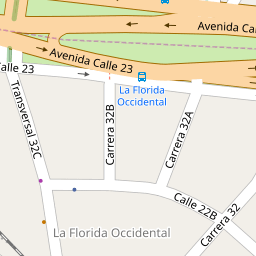 Avenida Calle
Avenida Calle 23
Calle 23
La Florida
Occidental
Transversal 32C
Carrera 32B
Carrera 32A
Calle 22B
Carrera 32
La Florida Occidental